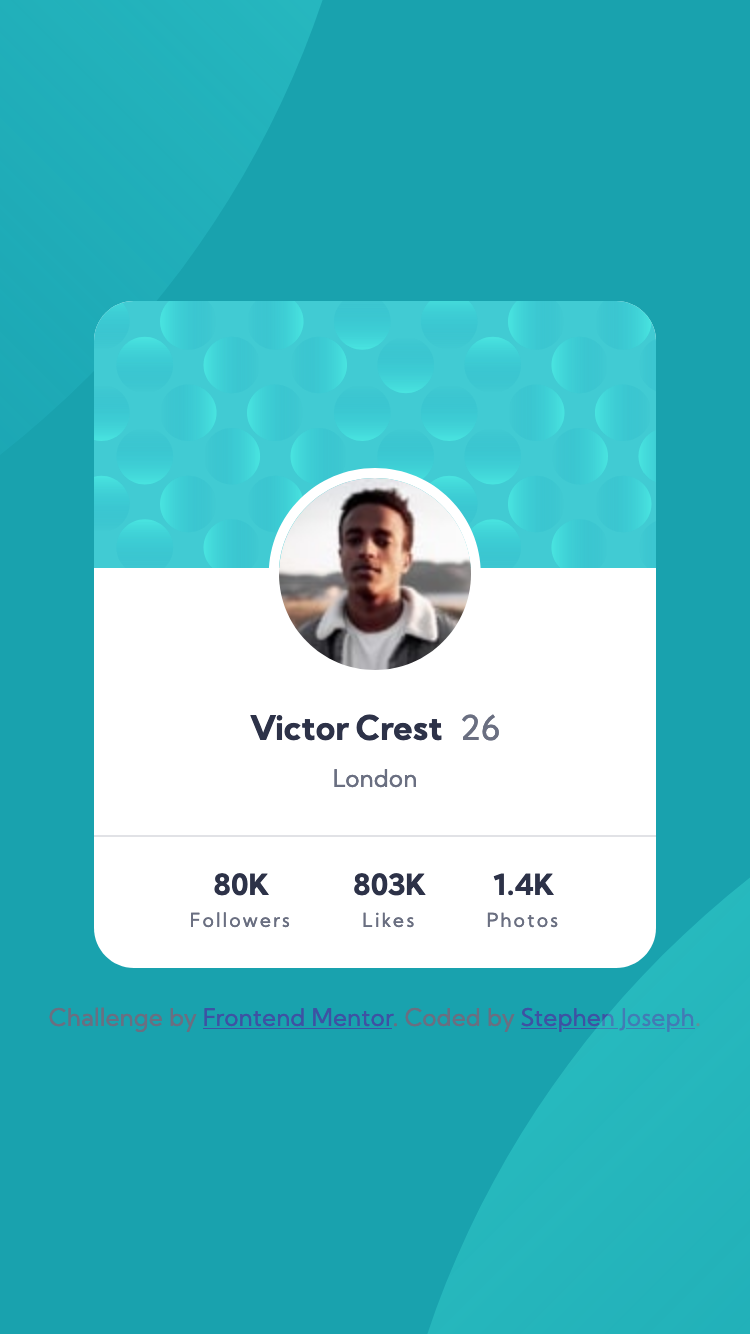 Victor Crest 26
London
80K 803K 1.4K
Followers Likes Photos
Challenge by Frontend Mentor. Coded by Stephen Joseph.